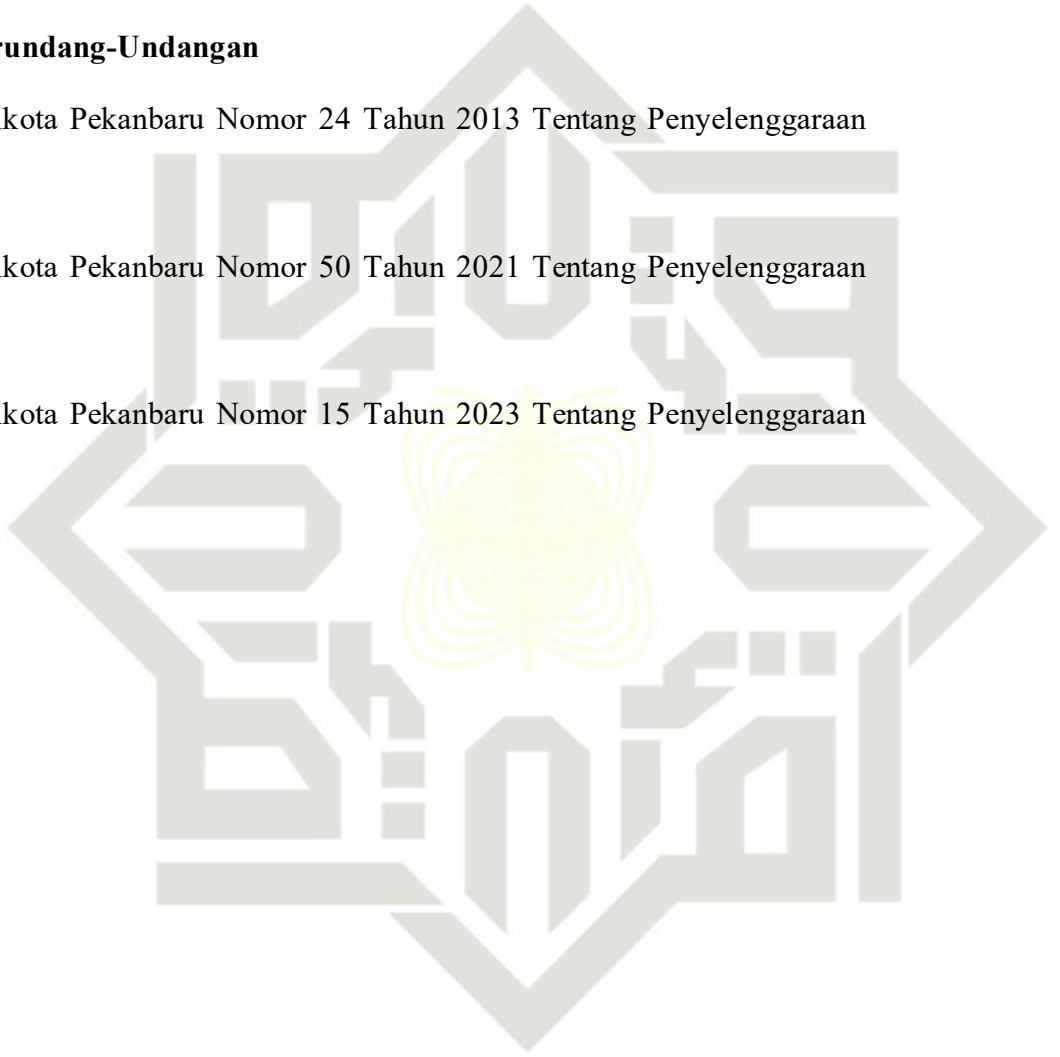 rundang-Undangan
kota Pekanbaru Nomor 24 Tahun 2013 Tentang Penyelenggaraan
kota Pekanbaru Nomor 50 Tahun 2021 Tentang Penyelenggaraan
kota Pekanbaru Nomor 15 Tahun 2023 Tentang Penyelenggaraan